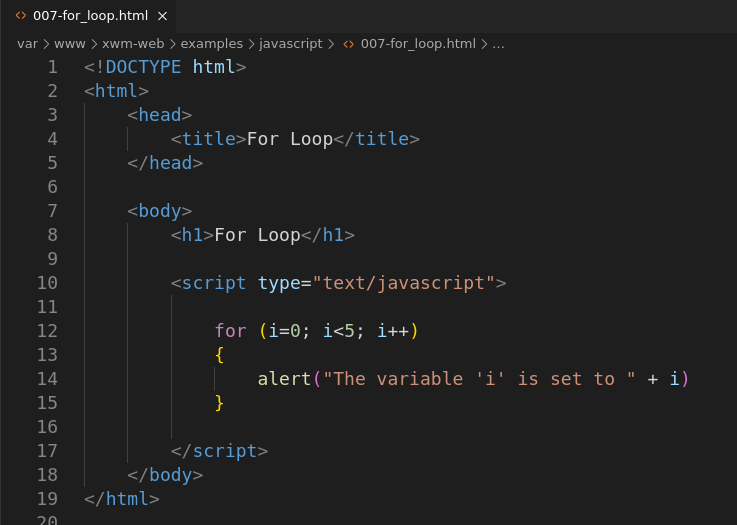 007-for_loop.html
var > www > xwm-web > examples > javascript > 007-for_loop.html > ...
1 <!DOCTYPE html>
2 <html>
3     <head>
4         <title>For Loop</title>
5     </head>
6
7     <body>
8         <h1>For Loop</h1>
9
10         <script type="text/javascript">
11
12             for (i=0; i<5; i++)
13             {
14                 alert("The variable 'i' is set to " + i)
15             }
16
17         </script>
18     </body>
19 </html>
20